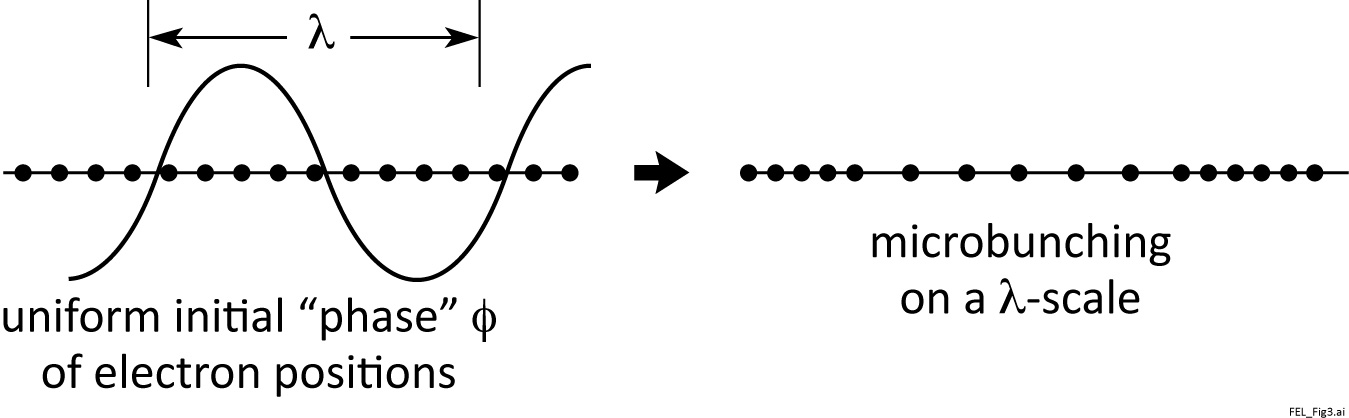 λ
uniform initial “phase” ϕ
of electron positions
microbunching
on a λ-scale
FEL_Fig3.ai